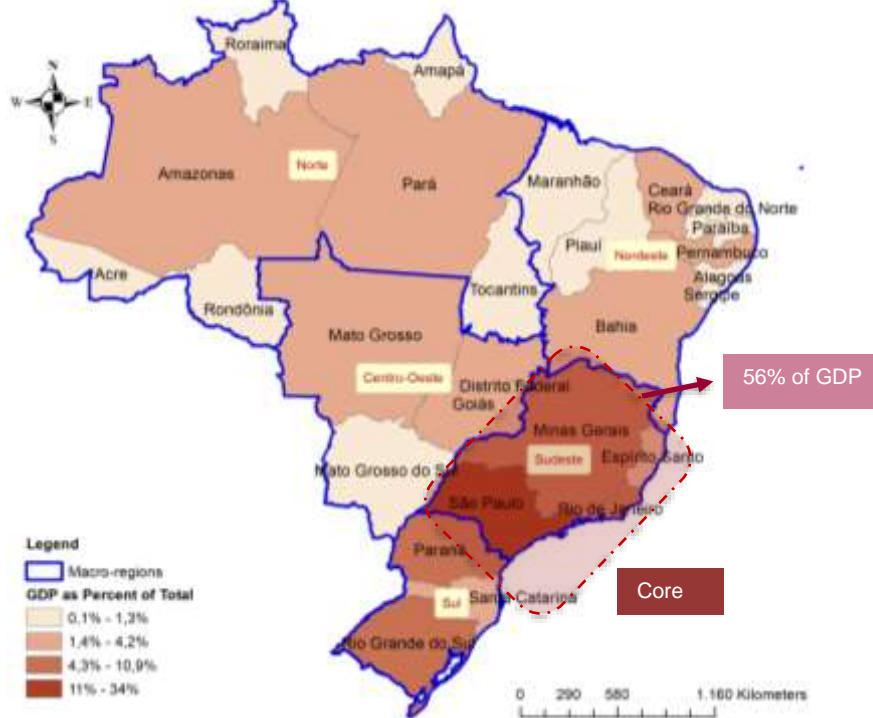 Roraima
Amapá
N
W E
S
Norte
Amazonas
Pará
Maranhão
Ceará
Rio Grande do Norte
Paraíba
Piauí
Nordeste
Pernambuco
Alagoas
Sergipe
Acre
Rondônia
Tocantins
Mato Grosso
Bahia
Centro-Oeste
Distrito Federal
Goiás
56% of GDP
Minas Gerais
Sudeste
Espírito Santo
Mato Grosso do Sul
São Paulo
Rio de Janeiro
Paraná
Core
Sul
Santa Catarina
Rio Grande do Sul
Legend
Macro-regions
GDP as Percent of Total
0,1% - 1,3%
1,4% - 4,2%
4,3% - 10,9%
11% - 34%
0 290 580 1.160 Kilometers